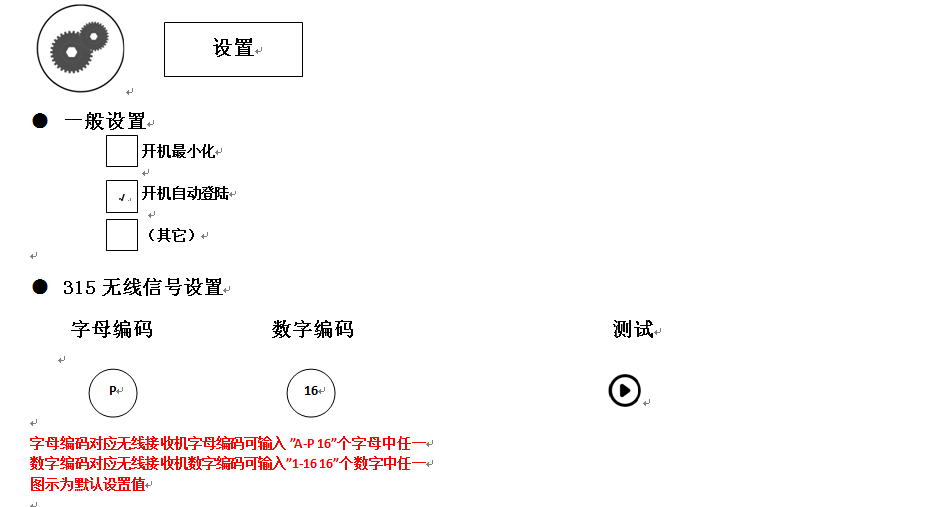 设置
一般设置
开机最小化
√ 开机自动登陆
（其它）
315 无线信号设置
字母编码 数字编码 测试
P 16
字母编码对应无线接收机字母编码可输入 ”A-P 16”个字母中任一
数字编码对应无线接收机数字编码可输入”1-16 16”个数字中任一
图示为默认设置值